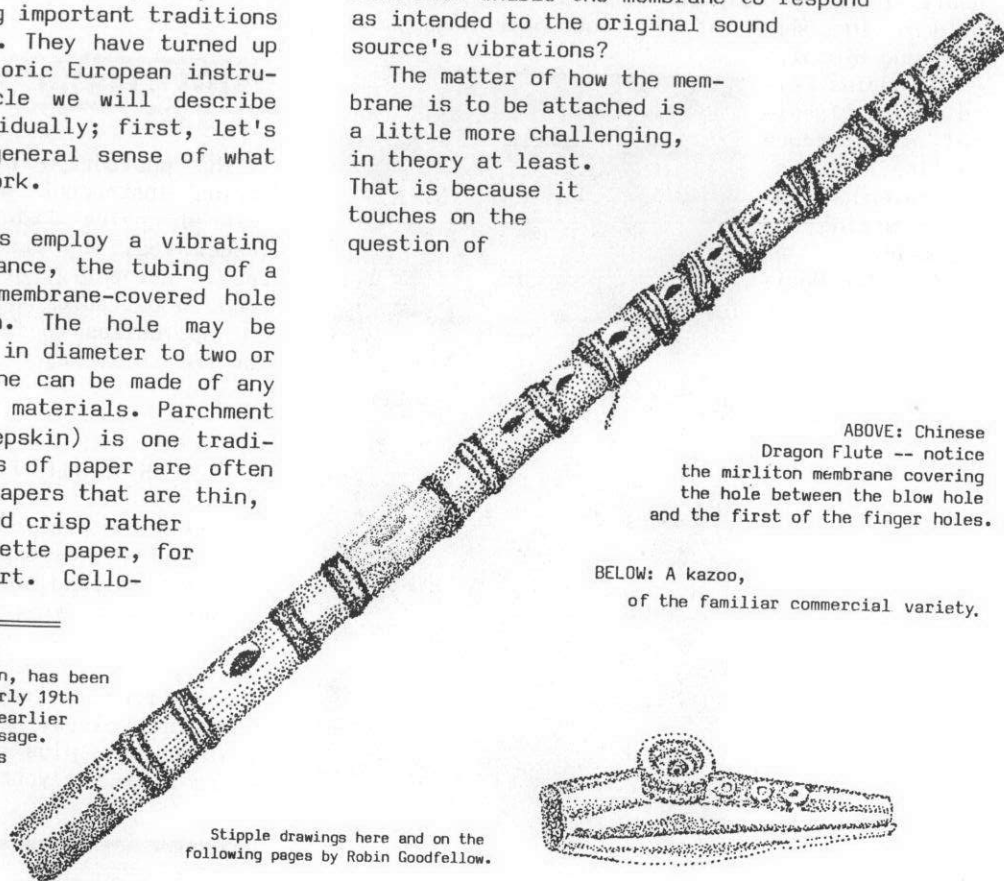 g important traditions
. They have turned up
oric European instru-
cle we will describe
idually; first, let's
general sense of what
ork.
s employ a vibrating
ance, the tubing of a
membrane-covered hole
The hole may be
in diameter to two or
ne can be made of any
materials. Parchment
epskin) is one tradi-
s of paper are often
apers that are thin,
d crisp rather
ette paper, for
rt. Cello-
n, has been
rly 19th
earlier
sage.
s
the membrane to respond
as intended to the original sound
source's vibrations?
The matter of how the mem-
brane is to be attached is
a little more challenging,
in theory at least.
That is because it
touches on the
question of
ABOVE: Chinese
Dragon Flute -- notice
the mirliton membrane covering
the hole between the blow hole
and the first of the finger holes.
BELOW: A kazoo,
of the familiar commercial variety.
Stipple drawings here and on the
following pages by Robin Goodfellow.